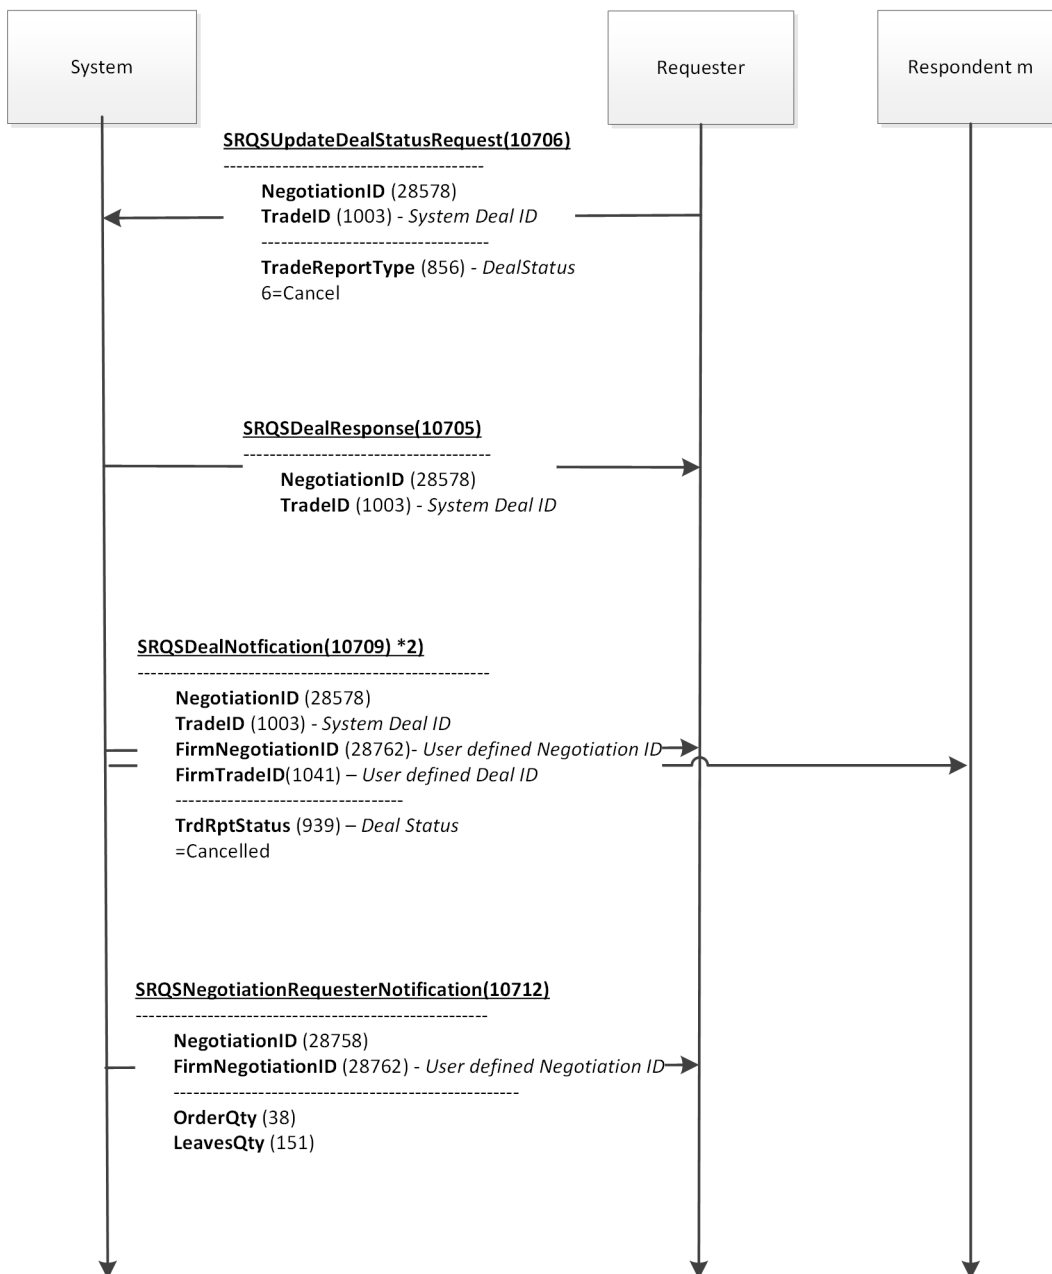 System
Requester
Respondent m
SRQSUpdateDealStatusRequest(10706)
----------------------------------------
NegotiationID (28578)
TradeID (1003) - System Deal ID
-----------------------------------
TradeReportType (856) - DealStatus
6=Cancel
SRQSDealResponse(10705)
--------------------------------------
NegotiationID (28578)
TradeID (1003) - System Deal ID
SRQSDealNotfication(10709) *2)
------------------------------------------------------
NegotiationID (28578)
TradeID (1003) - System Deal ID
FirmNegotiationID (28762)- User defined Negotiation ID
FirmTradeID(1041) – User defined Deal ID
-----------------------------------
TrdRptStatus (939) – Deal Status
=Cancelled
SRQSNegotiationRequesterNotification(10712)
------------------------------------------------------
NegotiationID (28758)
FirmNegotiationID (28762) - User defined Negotiation ID
-----------------------------------------------------
OrderQty (38)
LeavesQty (151)